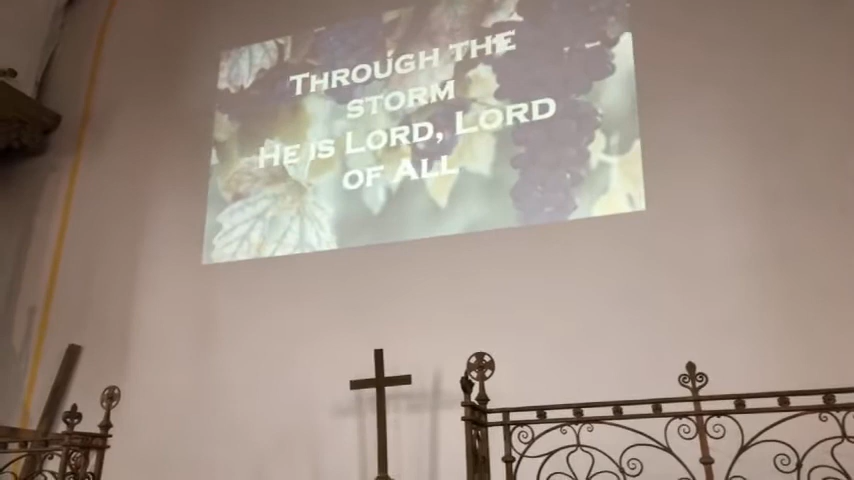 THROUGH THE
STORM
HE IS LORD, LORD
OF ALL